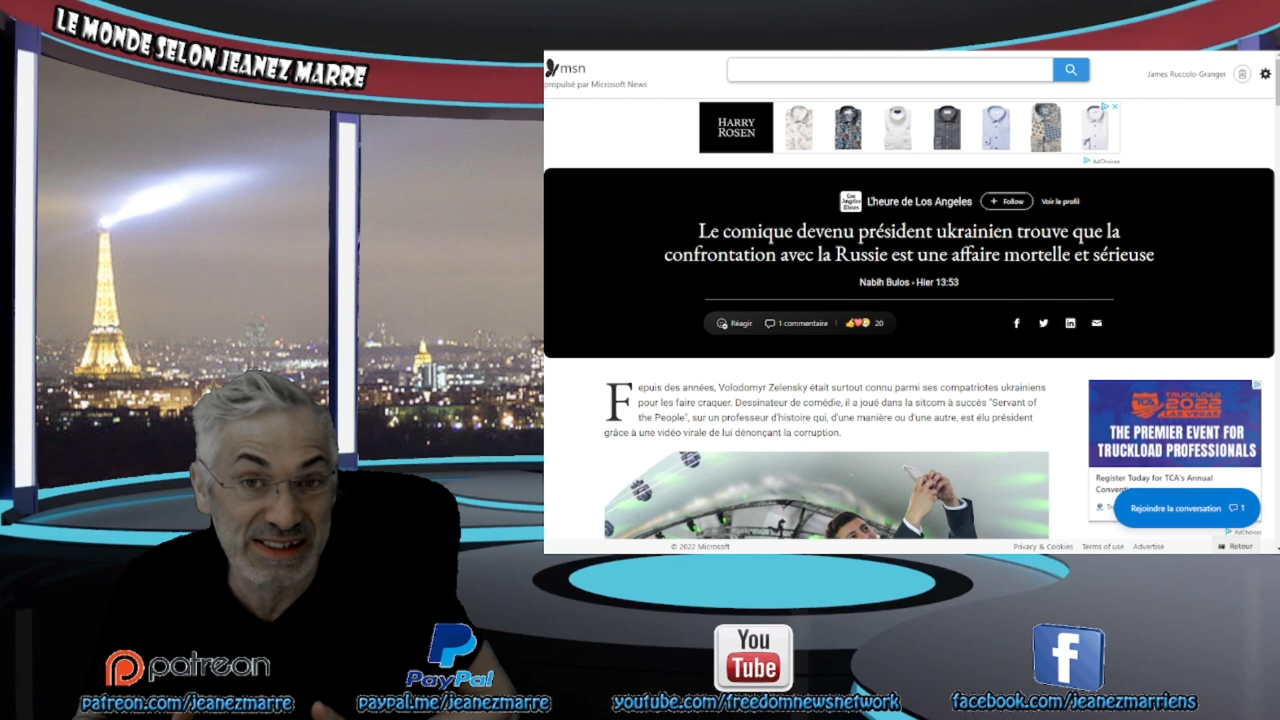 LE MONDE SELON JEANEZ MARRE
msn
propulsé par Microsoft News
James Ruccolo-Granger
HARRY
ROSEN
AdChoices
Los
Angeles
Times
L'heure de Los Angeles
+ Follow
Voir le profil
Le comique devenu président ukrainien trouve que la
confrontation avec la Russie est une affaire mortelle et sérieuse
Nabih Bulos - Hier 13:53
Réagir
1 commentaire
20
F epuis des années, Volodomyr Zelensky était surtout connu parmi ses compatriotes ukrainiens
pour les faire craquer. Dessinateur de comédie, il a joué dans la sitcom à succès "Servant of
the People", sur un professeur d'histoire qui, d'une manière ou d'une autre, est élu président
grâce à une vidéo virale de lui dénonçant la corruption.
TCA
TRUCKLOAD
2022
LAS VEGAS
THE PREMIER EVENT FOR
TRUCKLOAD PROFESSIONALS
Register Today for TCA's Annual
Rejoindre la conversation 1
AdChoices
© 2022 Microsoft
Privacy & Cookies
Terms of use
Advertise
Retour
patreon
PayPal
You
Tube
f
patreon.com/jeanezmarre
paypal.me/jeanezmarre
youtube.com/freedomnewsnetwork
facebook.com/jeanezmarriens